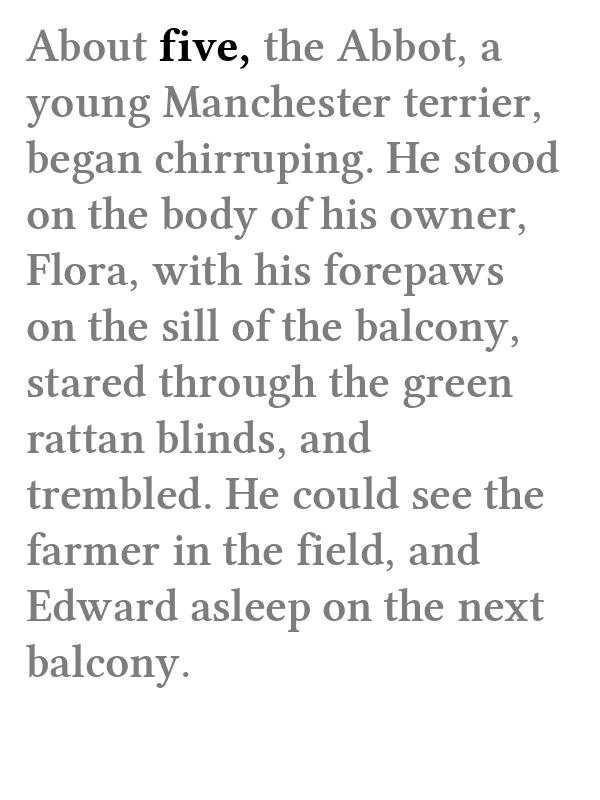 About five, the Abbot, a
young Manchester terrier,
began chirruping. He stood
on the body of his owner,
Flora, with his forepaws
on the sill of the balcony,
stared through the green
rattan blinds, and
trembled. He could see the
farmer in the field, and
Edward asleep on the next
balcony.